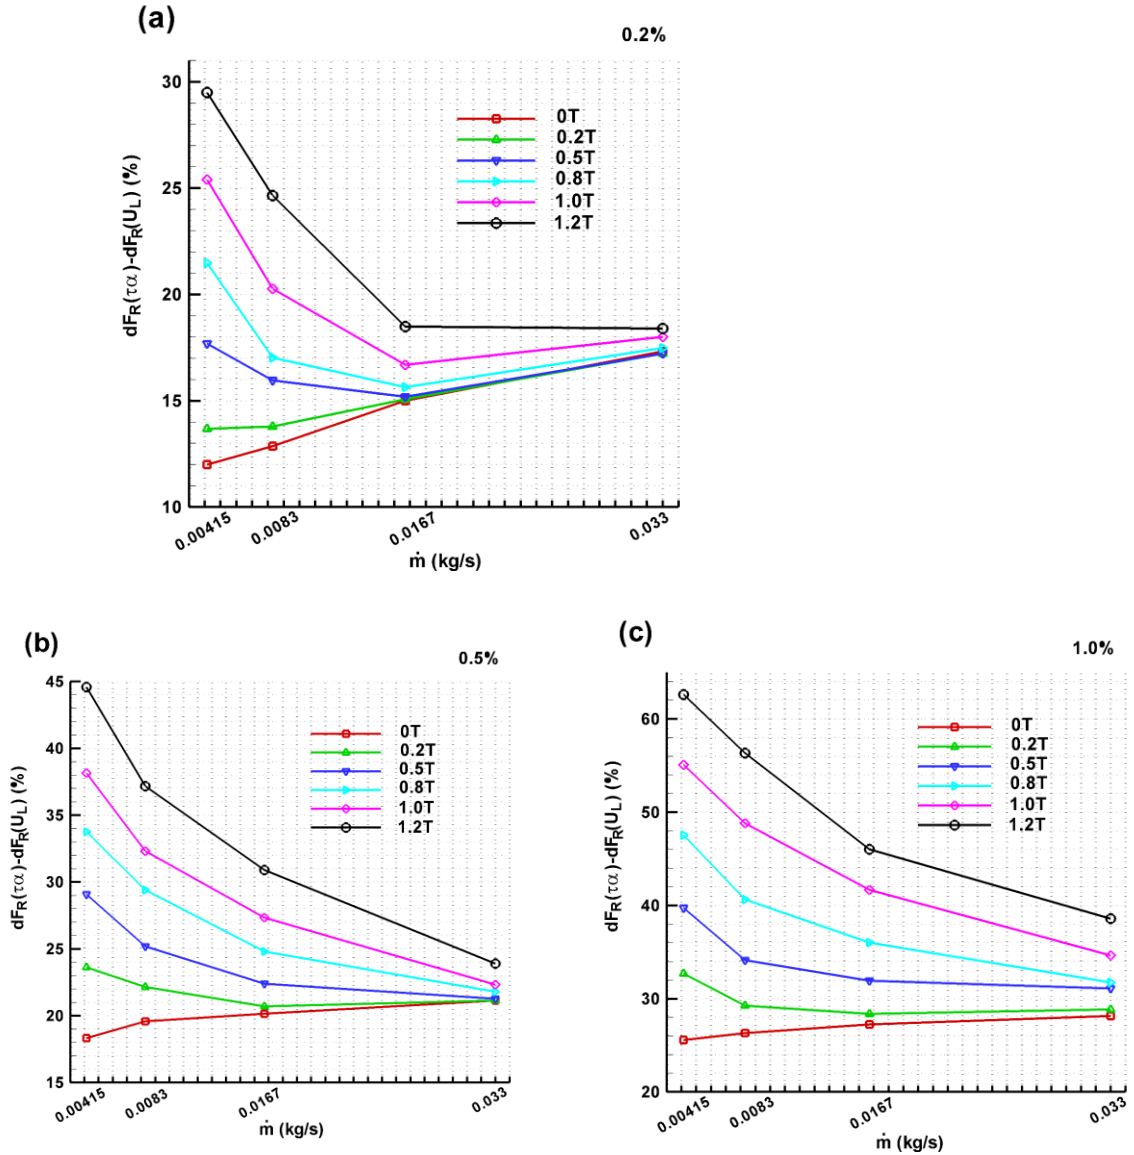 (a)
0.2%
dF_R(τα)-dF_R(U_L) (%)
30
25
20
15
10
0T
0.2T
0.5T
0.8T
1.0T
1.2T
0.00415
0.0083
0.0167
0.033
ṁ (kg/s)
(b)
0.5%
dF_R(τα)-dF_R(U_L) (%)
45
40
35
30
25
20
15
0T
0.2T
0.5T
0.8T
1.0T
1.2T
0.00415
0.0083
0.0167
0.033
ṁ (kg/s)
(c)
1.0%
dF_R(τα)-dF_R(U_L) (%)
60
50
40
30
20
0T
0.2T
0.5T
0.8T
1.0T
1.2T
0.00415
0.0083
0.0167
0.033
ṁ (kg/s)